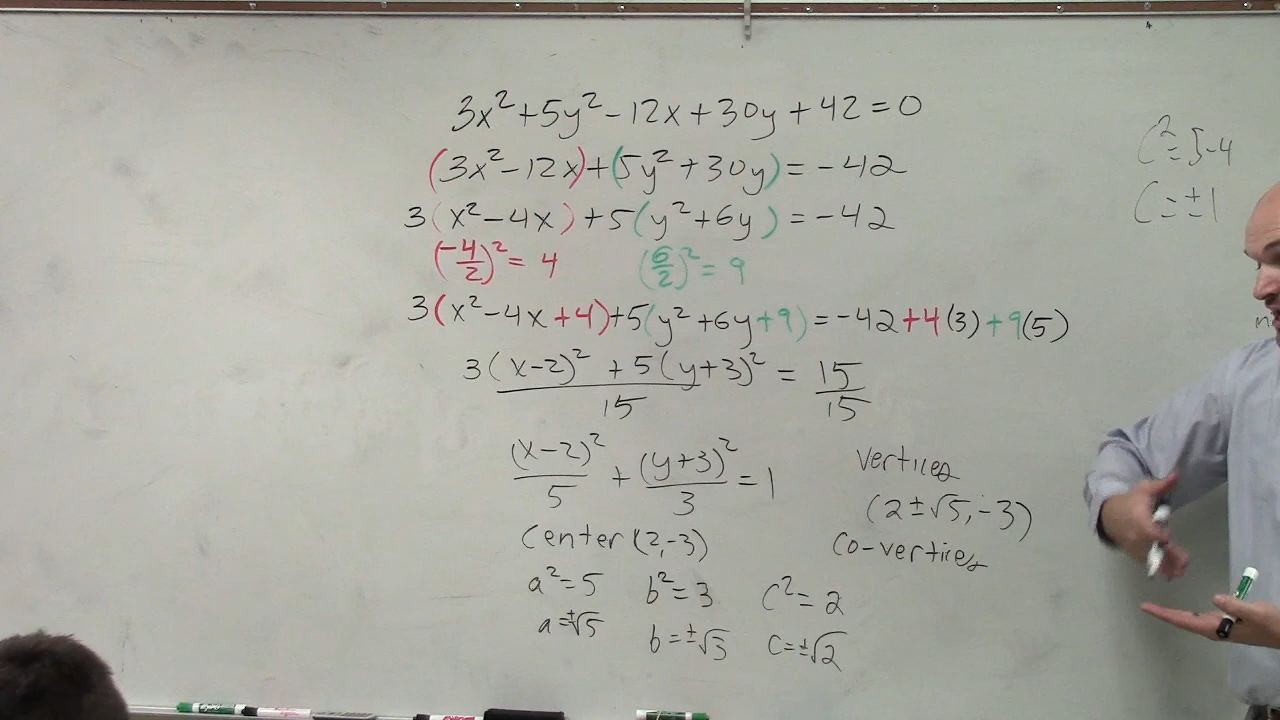 3x²+5y²-12x+30y+42=0
(3x²-12x)+(5y²+30y)=-42
3(x²-4x)+5(y²+6y)=-42
(-4/2)²=4 (6/2)²=9
3(x²-4x+4)+5(y²+6y+9)=-42+4(3)+9(5)
3(x-2)²+5(y+3)²/15=15/15
(x-2)²/5+(y+3)²/3=1
center(2,-3)
a²=5 b²=3 c²=2
a=±√5 b=±√3 c=±√2
vertices
(2±√5,-3)
co-vertices
c²=5-4
c=±1